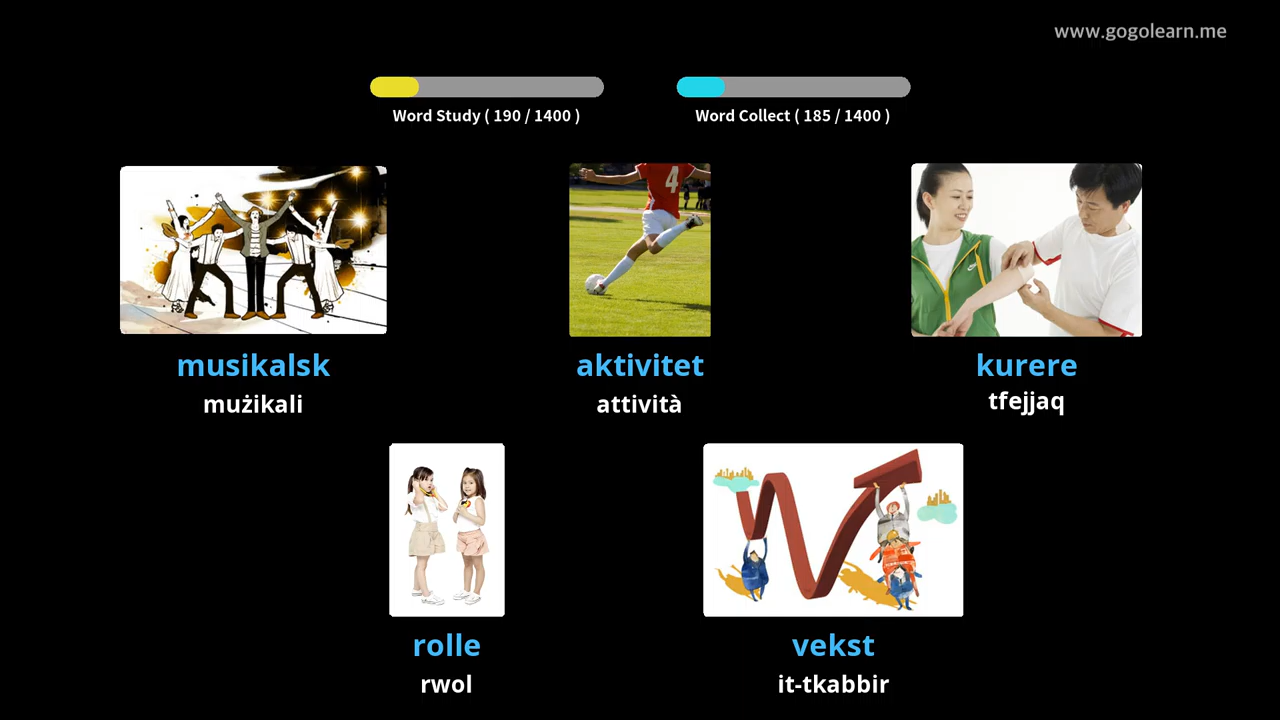 www.gogolearn.me
Word Study ( 190 / 1400 )
Word Collect ( 185 / 1400 )
4
musikalsk
mużikali
aktivitet
attività
kurere
tfejjaq
rolle
rwol
vekst
it-tkabbir